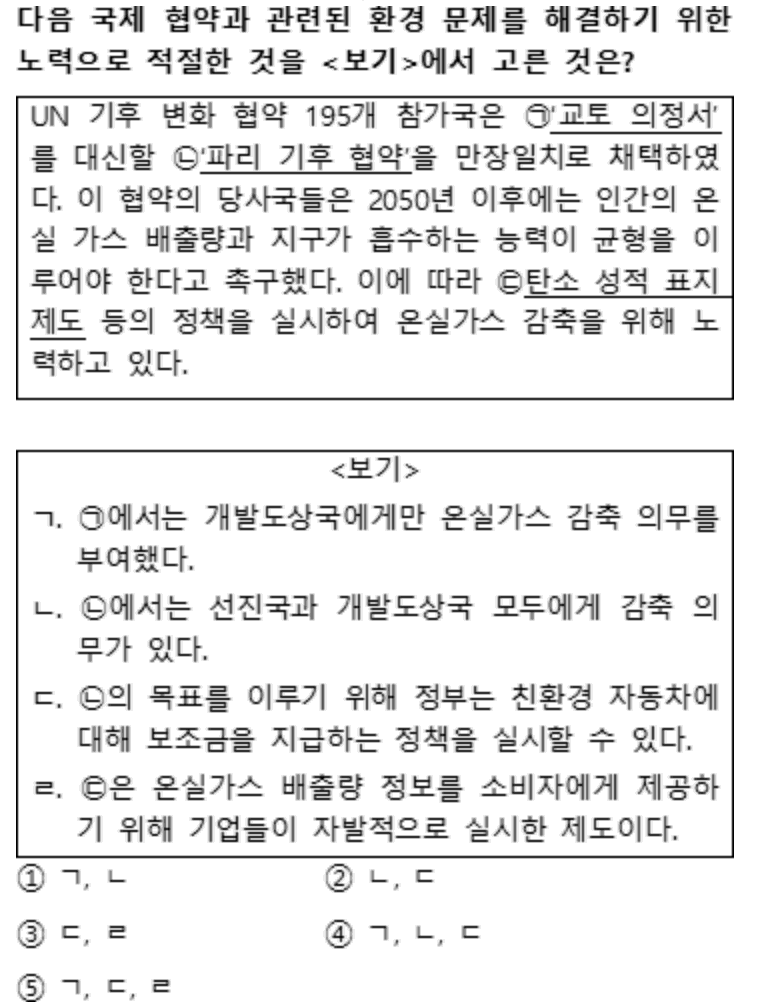 다음 국제 협약과 관련된 환경 문제를 해결하기 위한
노력으로 적절한 것을 <보기>에서 고른 것은?
UN 기후 변화 협약 195개 참가국은 ㉠'교토 의정서'
를 대신할 ㉡'파리 기후 협약'을 만장일치로 채택하였
다. 이 협약의 당사국들은 2050년 이후에는 인간의 온
실 가스 배출량과 지구가 흡수하는 능력이 균형을 이
루어야 한다고 촉구했다. 이에 따라 ㉢탄소 성적 표지
제도 등의 정책을 실시하여 온실가스 감축을 위해 노
력하고 있다.
<보기>
ㄱ. ㉠에서는 개발도상국에게만 온실가스 감축 의무를
부여했다.
ㄴ. ㉡에서는 선진국과 개발도상국 모두에게 감축 의
무가 있다.
ㄷ. ㉡의 목표를 이루기 위해 정부는 친환경 자동차에
대해 보조금을 지급하는 정책을 실시할 수 있다.
ㄹ. ㉢은 온실가스 배출량 정보를 소비자에게 제공하
기 위해 기업들이 자발적으로 실시한 제도이다.
① ㄱ, ㄴ ② ㄴ, ㄷ
③ ㄷ, ㄹ ④ ㄱ, ㄴ, ㄷ
⑤ ㄱ, ㄷ, ㄹ